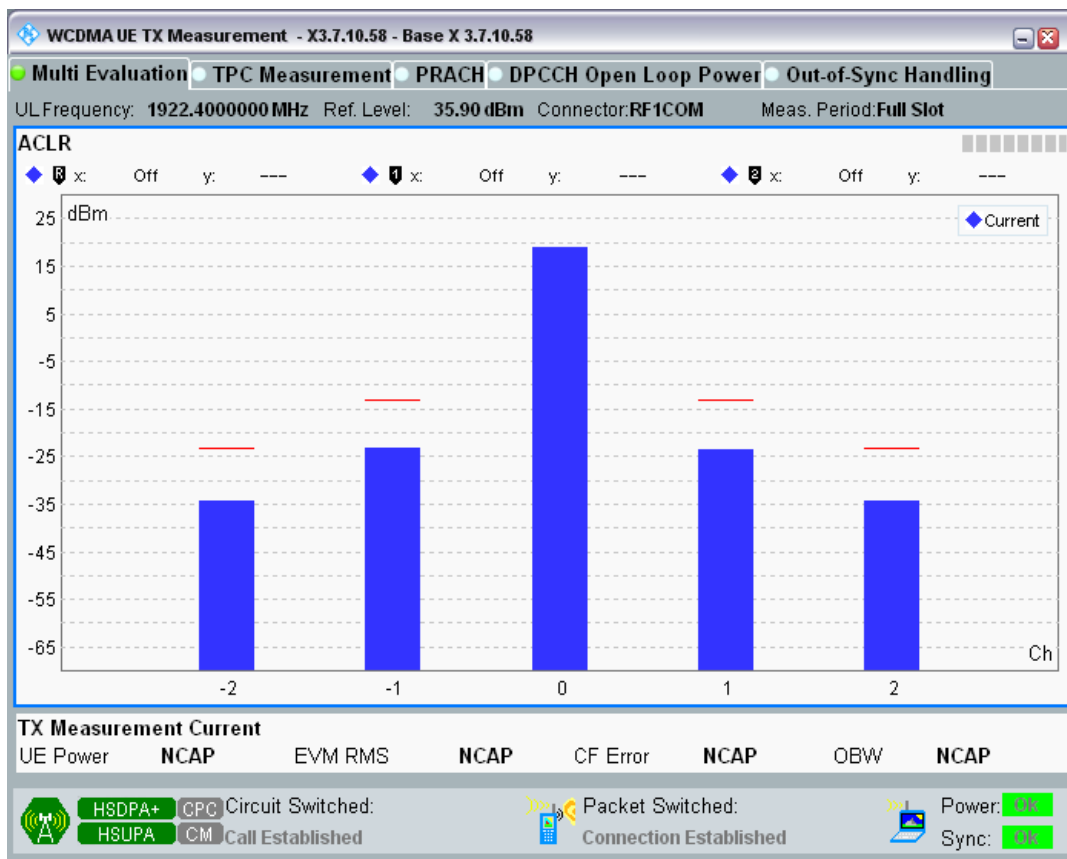 WCDMA UE TX Measurement - X3.7.10.58 - Base X 3.7.10.58
Multi Evaluation TPC Measurement PRACH DPCCH Open Loop Power Out-of-Sync Handling
UL Frequency: 1922.4000000 MHz Ref. Level: 35.90 dBm Connector:RF1COM Meas. Period:Full Slot
ACLR
R x: Off y: --- 1 x: Off y: --- 2 x: Off y: ---
dBm
Current
25
15
5
-5
-15
-25
-35
-45
-55
-65
Ch
-2 -1 0 1 2
TX Measurement Current
UE Power NCAP EVM RMS NCAP CF Error NCAP OBW NCAP
HSDPA+ CPC Circuit Switched: Packet Switched: Power: OK
HSUPA CM Call Established Connection Established Sync: OK